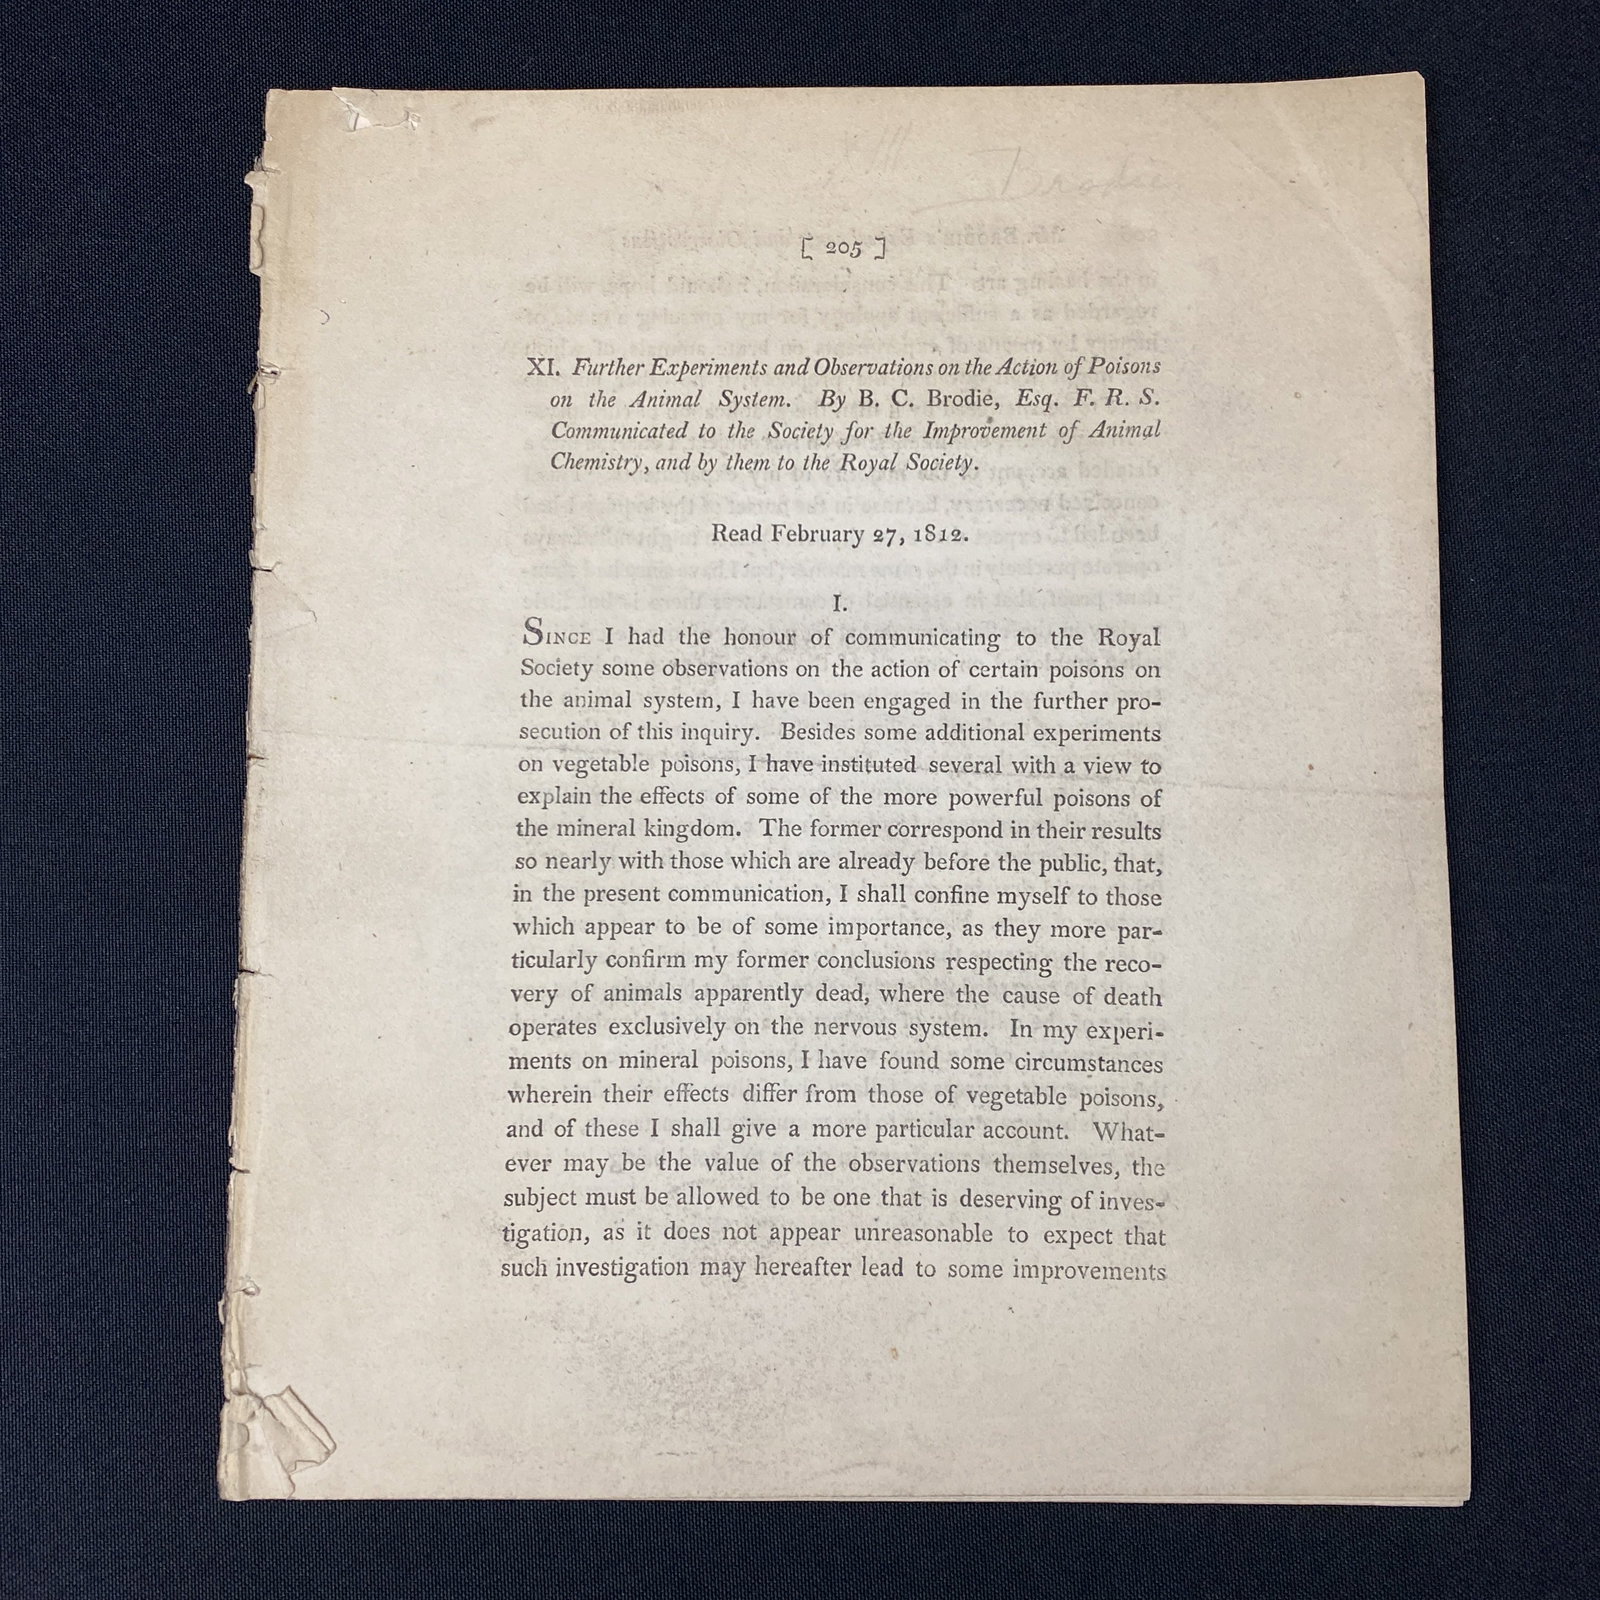 Brodie
[ 205 ]
XI. Further Experiments and Observations on the Action of Poisons
on the Animal System. By B. C. Brodie, Esq. F. R. S.
Communicated to the Society for the Improvement of Animal
Chemistry, and by them to the Royal Society.
Read February 27, 1812.
I.
SINCE I had the honour of communicating to the Royal
Society some observations on the action of certain poisons on
the animal system, I have been engaged in the further pro-
secution of this inquiry. Besides some additional experiments
on vegetable poisons, I have instituted several with a view to
explain the effects of some of the more powerful poisons of
the mineral kingdom. The former correspond in their results
so nearly with those which are already before the public, that,
in the present communication, I shall confine myself to those
which appear to be of some importance, as they more par-
ticularly confirm my former conclusions respecting the reco-
very of animals apparently dead, where the cause of death
operates exclusively on the nervous system. In my experi-
ments on mineral poisons, I have found some circumstances
wherein their effects differ from those of vegetable poisons,
and of these I shall give a more particular account. What-
ever may be the value of the observations themselves, the
subject must be allowed to be one that is deserving of inves-
tigation, as it does not appear unreasonable to expect that
such investigation may hereafter lead to some improvements